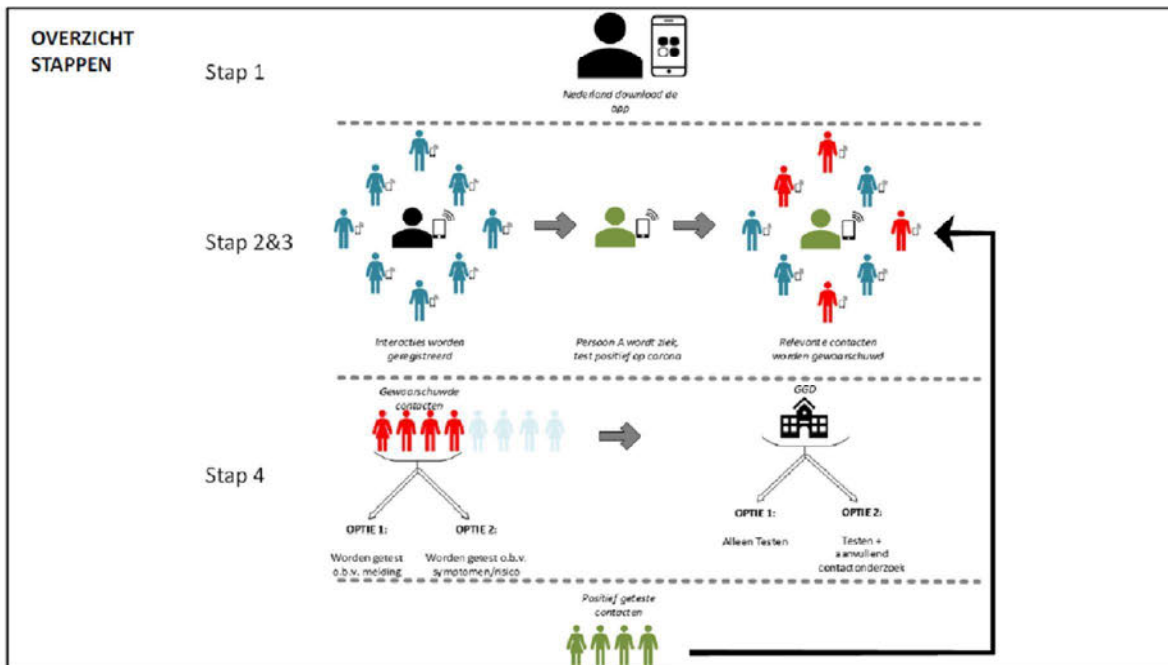 OVERZICHT
STAPPEN
Stap 1
Nederland download de
app
Stap 2&3
Interacties worden
geregistreerd
Persoon A wordt ziek,
test positief op corona
Relevante contacten
worden gewaarschuwd
Stap 4
Gewaarschuwde
contacten
GGD
OPTIE 1:
Worden getest
o.b.v. melding
OPTIE 2:
Worden getest o.b.v.
symptomen/risico
OPTIE 1:
Alleen Testen
OPTIE 2:
Testen +
aanvullend
contactonderzoek
Positief geteste
contacten